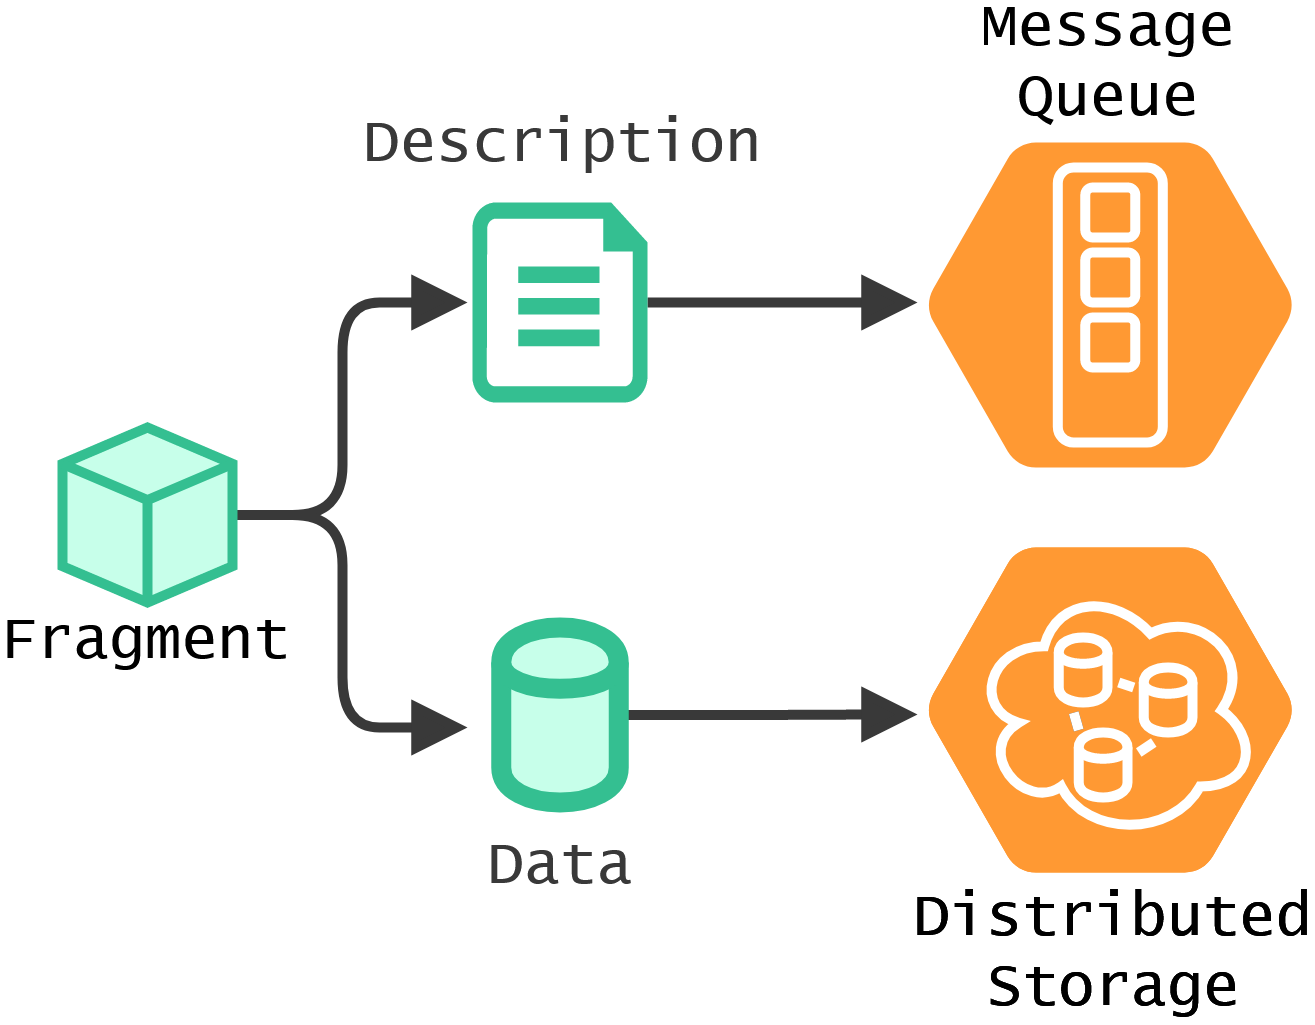 Message
Queue
Description
Fragment
Data
Distributed
Storage